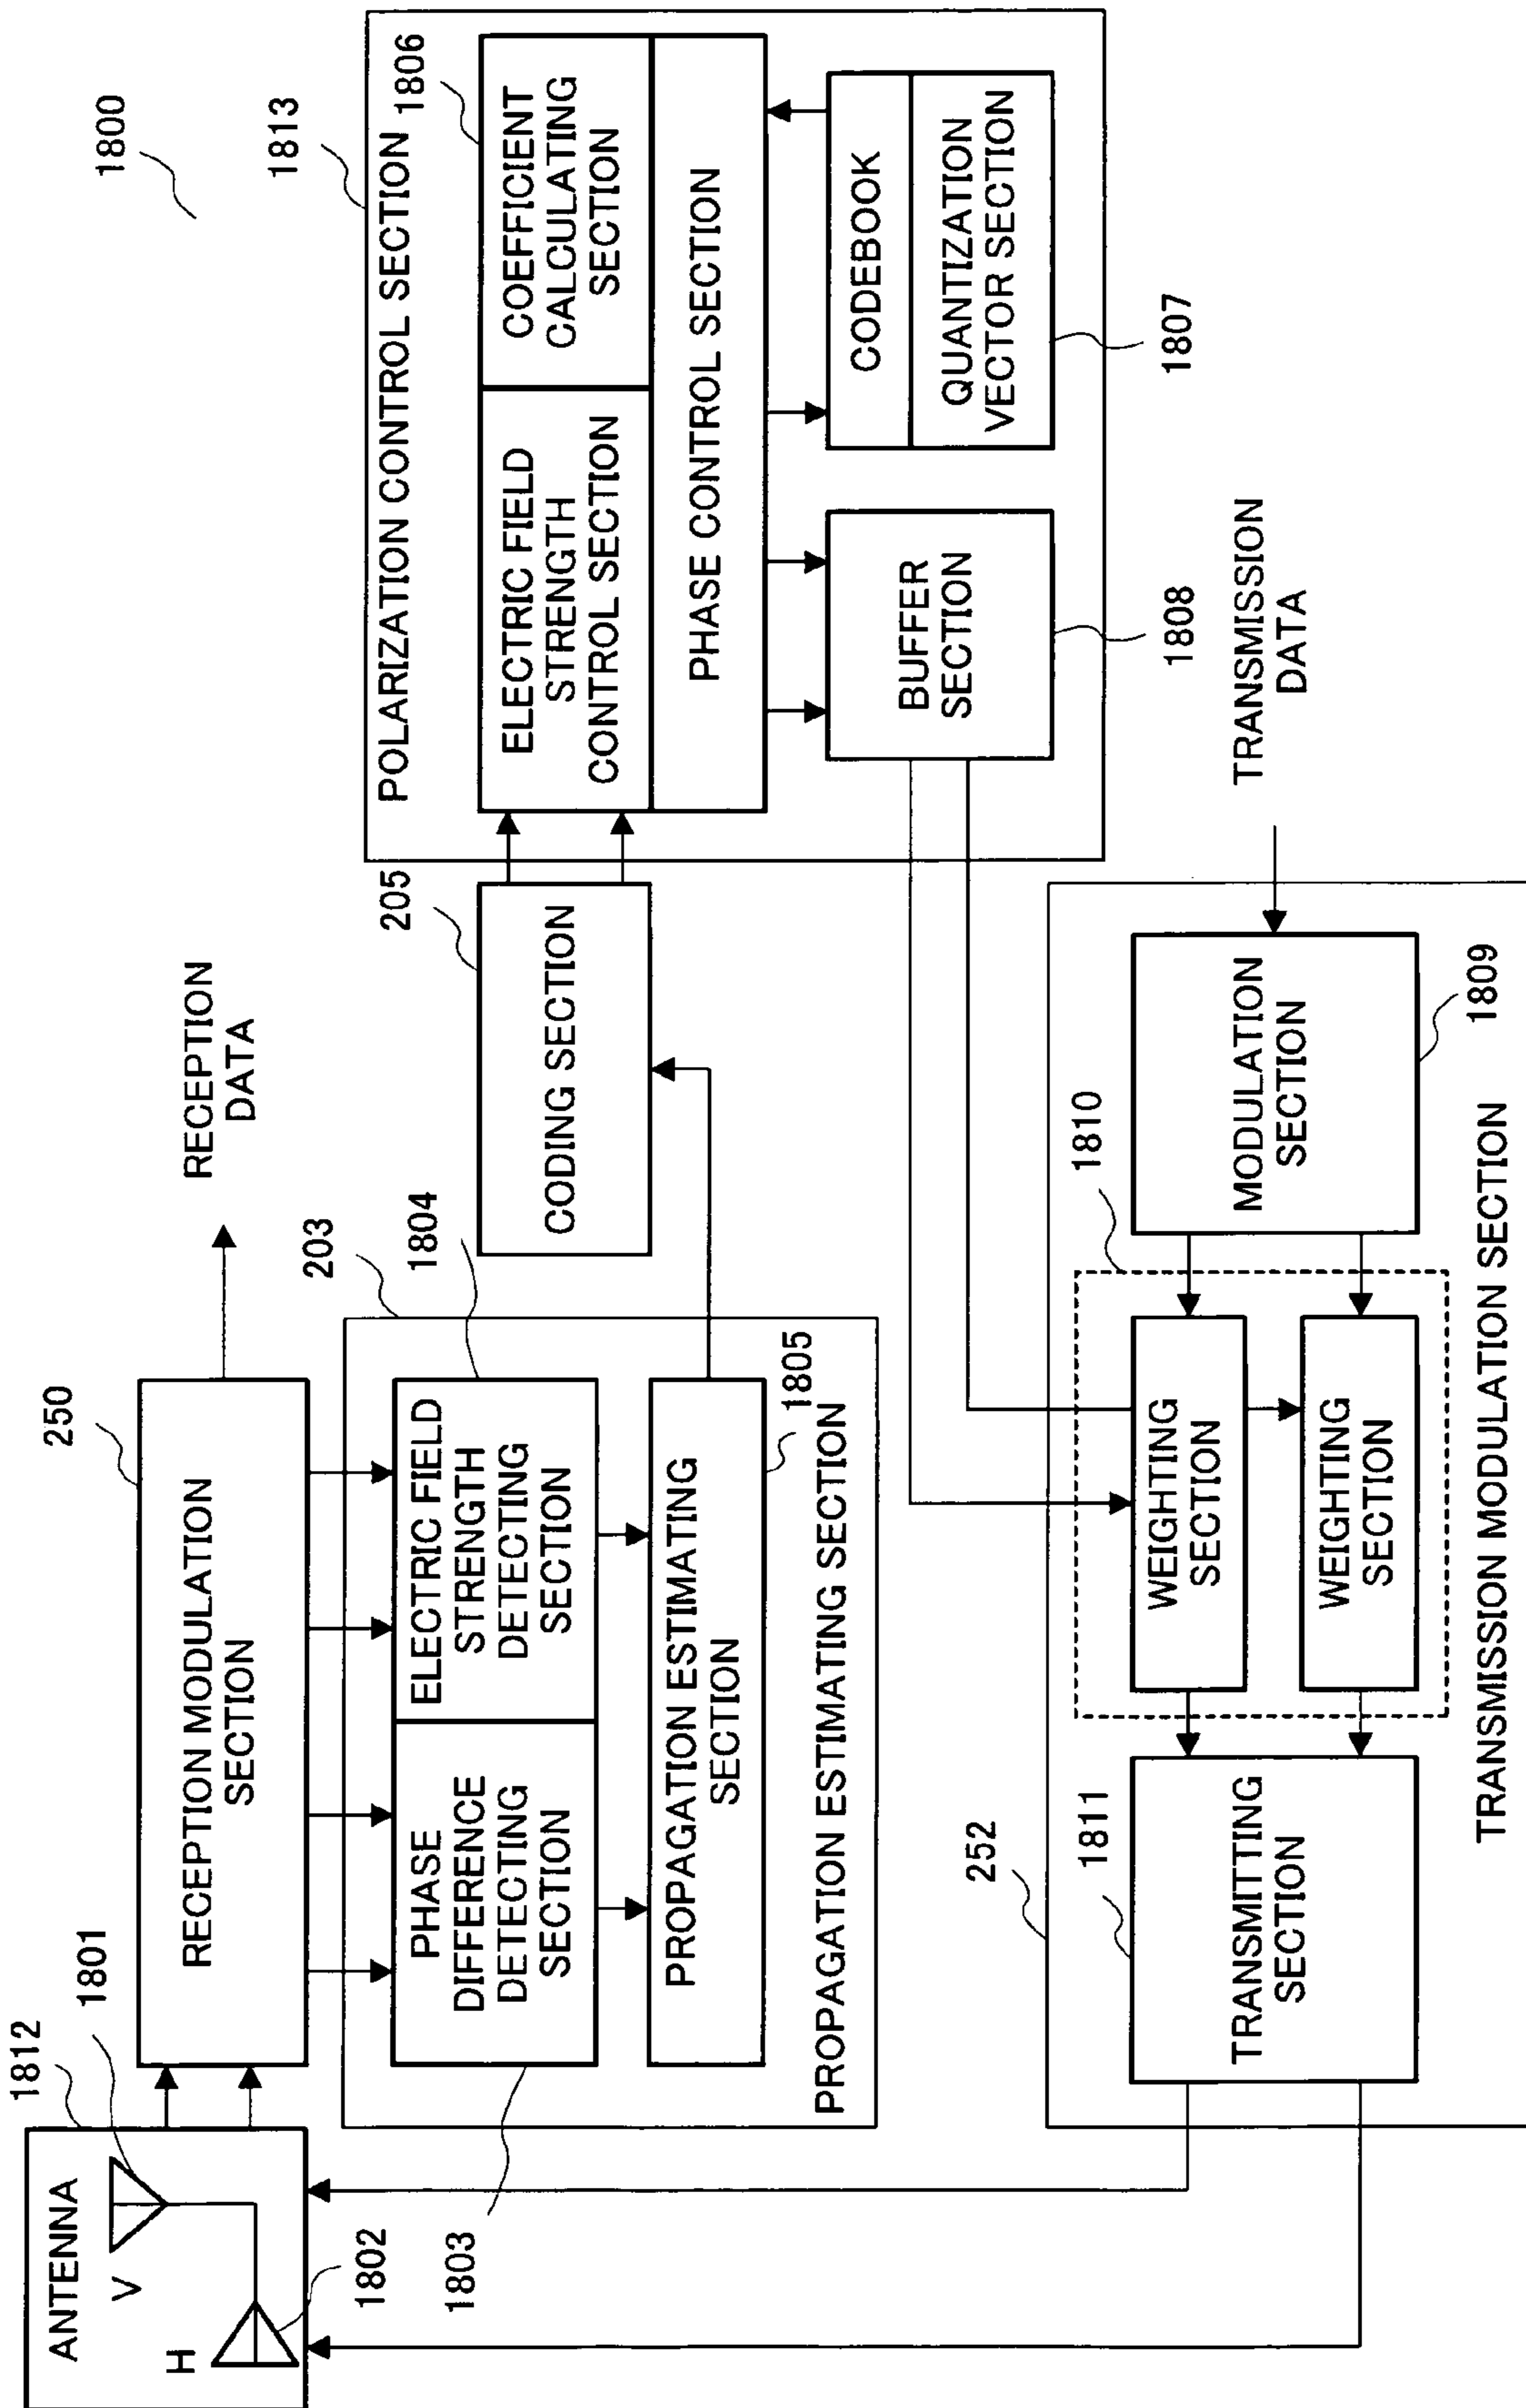 1800
ANTENNA
V
H
1812
1801
1802
250
RECEPTION MODULATION
SECTION
RECEPTION
DATA
203
1804
PHASE
DIFFERENCE
DETECTING
SECTION
ELECTRIC FIELD
STRENGTH
DETECTING
SECTION
1803
PROPAGATION ESTIMATING
SECTION
1805
PROPAGATION ESTIMATING SECTION
205
CODING SECTION
1813
POLARIZATION CONTROL SECTION
1806
ELECTRIC FIELD
STRENGTH
CONTROL SECTION
COEFFICIENT
CALCULATING
SECTION
PHASE CONTROL SECTION
BUFFER
SECTION
1808
CODEBOOK
QUANTIZATION
VECTOR SECTION
1807
TRANSMISSION
DATA
252
1811
TRANSMITTING
SECTION
1810
WEIGHTING
SECTION
WEIGHTING
SECTION
MODULATION
SECTION
1809
TRANSMISSION MODULATION SECTION